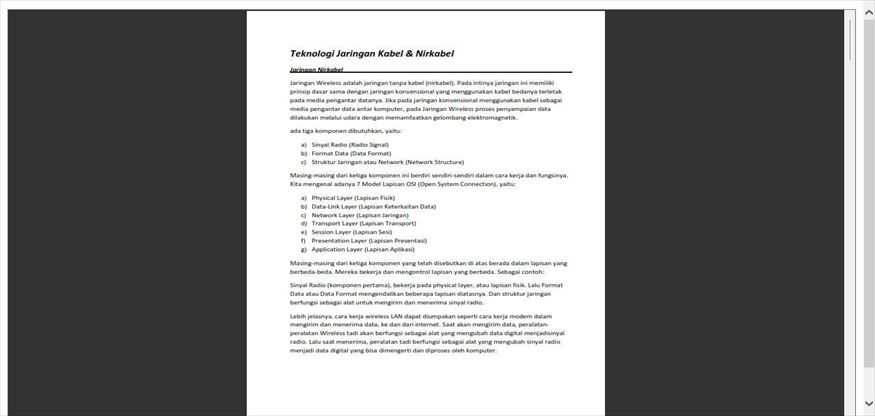 Teknologi Jaringan Kabel & Nirkabel
Jaringan Nirkabel
Jaringan Wireless adalah jaringan tanpa kabel (nirkabel). Pada intinya jaringan ini memiliki
prinsip dasar sama dengan jaringan konvensional yang menggunakan kabel bedanya terletak
pada media pengantar datanya. Jika pada jaringan konvensional menggunakan kabel sebagai
media pengantar data antar komputer, pada Jaringan Wireless proses penyampaian data
dilakukan melalui udara dengan memamfaatkan gelombang elektromagnetik.
ada tiga komponen dibutuhkan, yaitu:
a) Sinyal Radio (Radio Signal)
b) Format Data (Data Format)
c) Struktur Jaringan atau Network (Network Structure)
Masing-masing dari ketiga komponen ini berdiri sendiri-sendiri dalam cara kerja dan fungsinya.
Kita mengenal adanya 7 Model Lapisan OSI (Open System Connection), yaitu:
a) Physical Layer (Lapisan Fisik)
b) Data-Link Layer (Lapisan Keterkaitan Data)
c) Network Layer (Lapisan Jaringan)
d) Transport Layer (Lapisan Transport)
e) Session Layer (Lapisan Sesi)
f) Presentation Layer (Lapisan Presentasi)
g) Application Layer (Lapisan Aplikasi)
Masing-masing dari ketiga komponen yang telah disebutkan di atas berada dalam lapisan yang
berbeda-beda. Mereka bekerja dan mengontrol lapisan yang berbeda. Sebagai contoh:
Sinyal Radio (komponen pertama), bekerja pada physical layer, atau lapisan fisik. Lalu Format
Data atau Data Format mengendalikan beberapa lapisan diatasnya. Dan struktur jaringan
berfungsi sebagai alat untuk mengirim dan menerima sinyal radio.
Lebih jelasnya, cara kerja wireless LAN dapat diumpakan seperti cara kerja modem dalam
mengirim dan menerima data, ke dan dari internet. Saat akan mengirim data, peralatan-
peralatan Wireless tadi akan berfungsi sebagai alat yang mengubah data digital menjadisinyal
radio. Lalu saat menerima, peralatan tadi berfungsi sebagai alat yang mengubah sinyal radio
menjadi data digital yang bisa dimengerti dan diproses oleh komputer.